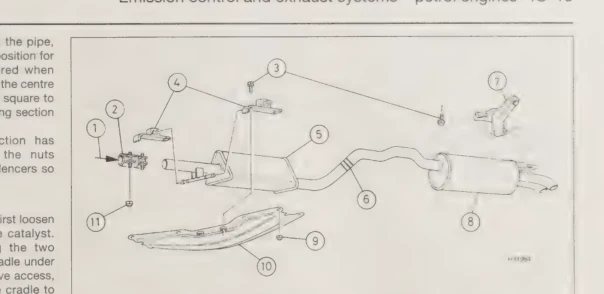 Emission control and exhaust systems - petrol engines
the pipe,
position for
red when
the centre
square to
ng section
ction has
the nuts
lencers so
irst loosen
e catalyst.
g the two
adle under
ve access,
e cradle to
1
2
3
4
5
6
7
8
9
10
11